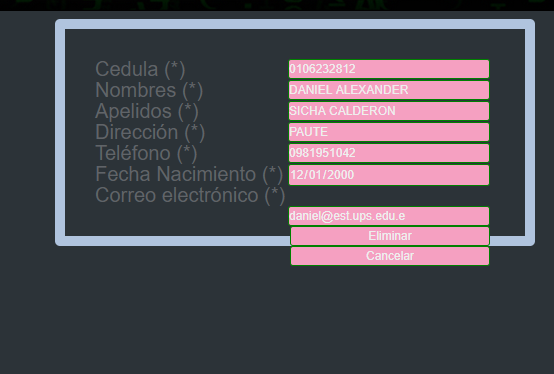 Cedula (*) 0106232812
Nombres (*) DANIEL ALEXANDER
Apelidos (*) SICHA CALDERON
Dirección (*) PAUTE
Teléfono (*) 0981951042
Fecha Nacimiento (*) 12/01/2000
Correo electrónico (*)
daniel@est.ups.edu.e
Eliminar
Cancelar